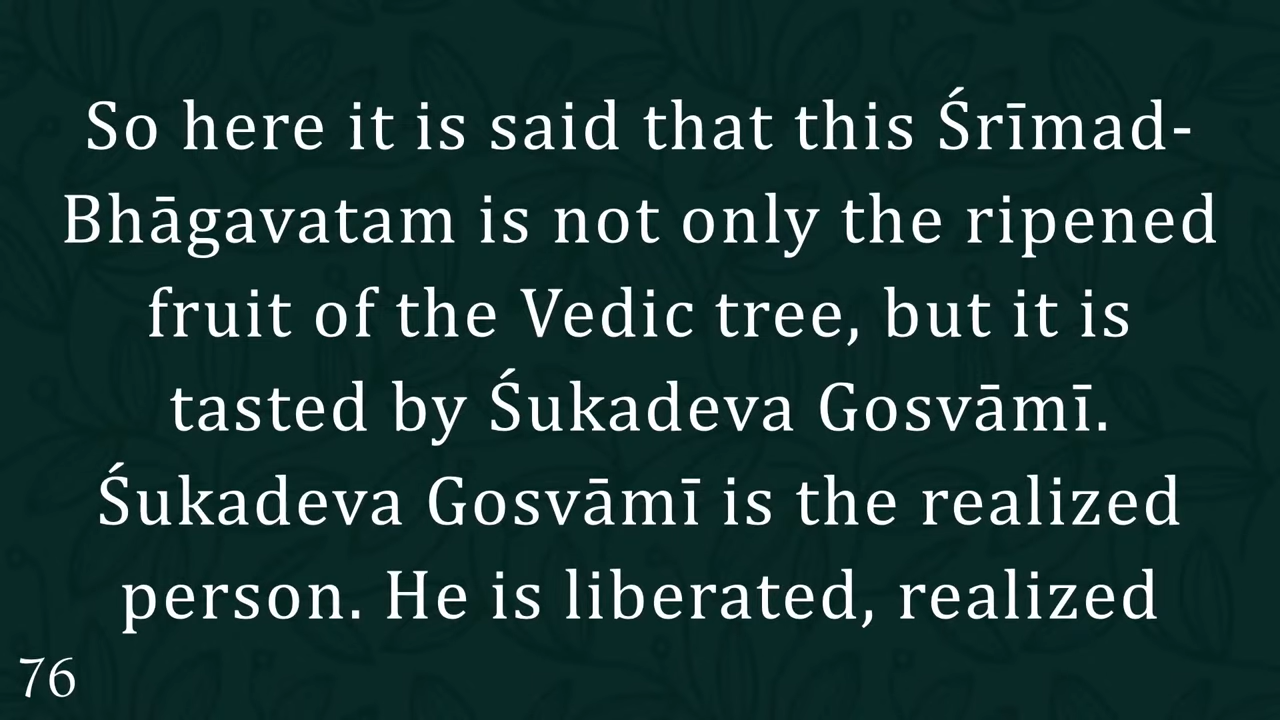 So here it is said that this Śrīmad-
Bhāgavatam is not only the ripened
fruit of the Vedic tree, but it is
tasted by Śukadeva Gosvāmī.
Śukadeva Gosvāmī is the realized
person. He is liberated, realized
76